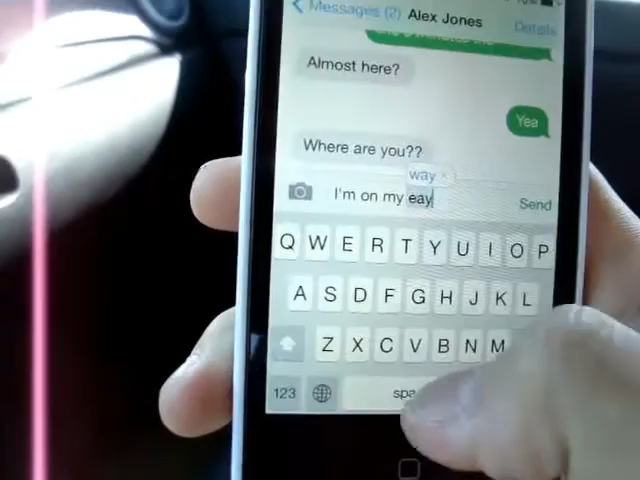 Messages (2) Alex Jones Details
Almost here?
Yea
Where are you??
way ×
I'm on my eay
Send
Q W E R T Y U I O P
A S D F G H J K L
Z X C V B N M
123 spa